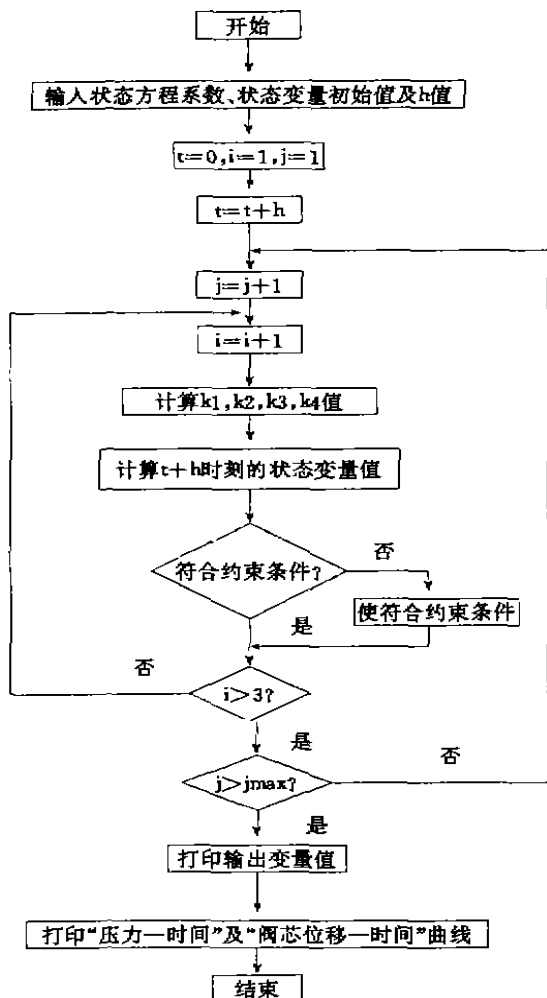 开始
输入状态方程系数、状态变量初始值及h值
t=0,i=1,j=1
t=t+h
j=j+1
i=i+1
计算k1,k2,k3,k4值
计算t+h时刻的状态变量值
符合约束条件?
否
使符合约束条件
是
否
i>3?
是
j>jmax?
否
是
打印输出变量值
打印“压力—时间”及“阀芯位移—时间”曲线
结束